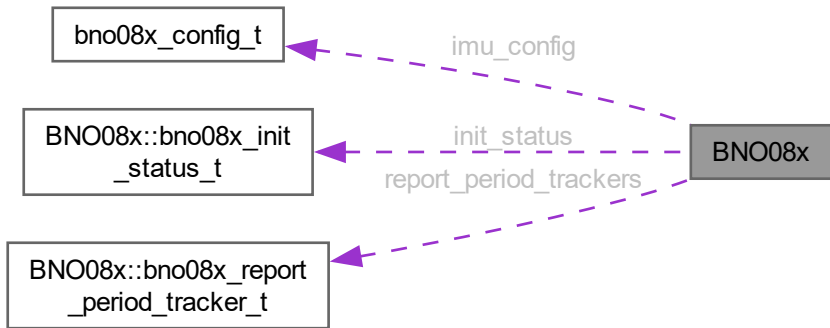 bno08x_config_t
imu_config
BNO08x::bno08x_init
_status_t
init_status
BNO08x
report_period_trackers
BNO08x::bno08x_report
_period_tracker_t